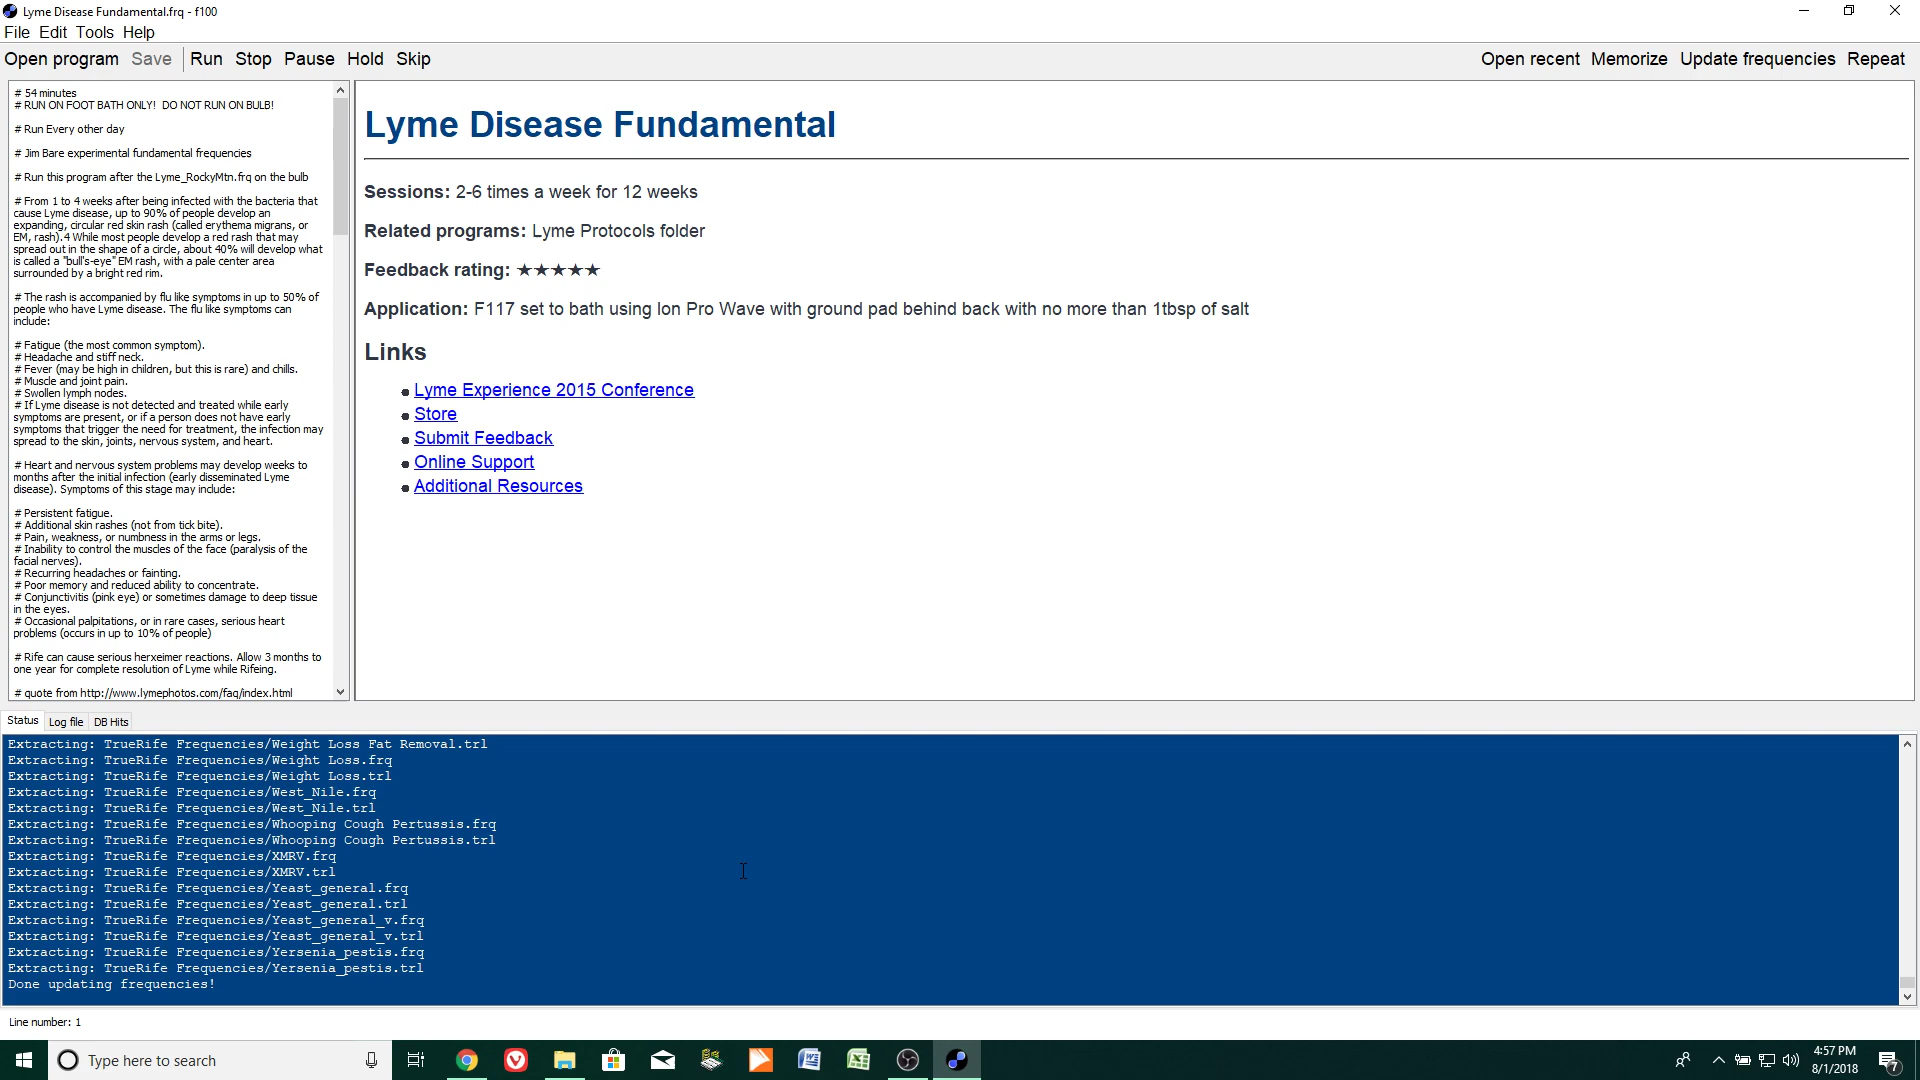 Lyme Disease Fundamental.frq - f100
File Edit Tools Help
Open program Save Run Stop Pause Hold Skip Open recent Memorize Update frequencies Repeat
# 54 minutes
# RUN ON FOOT BATH ONLY!  DO NOT RUN ON BULB!
# Run Every other day
# Jim Bare experimental fundamental frequencies
# Run this program after the Lyme_RockyMtn.frq on the bulb
# From 1 to 4 weeks after being infected with the bacteria that
cause Lyme disease, up to 90% of people develop an
expanding, circular red skin rash (called erythema migrans, or
EM, rash).4 While most people develop a red rash that may
spread out in the shape of a circle, about 40% will develop what
is called a "bull's-eye" EM rash, with a pale center area
surrounded by a bright red rim.
# The rash is accompanied by flu like symptoms in up to 50% of
people who have Lyme disease. The flu like symptoms can
include:
# Fatigue (the most common symptom).
# Headache and stiff neck.
# Fever (may be high in children, but this is rare) and chills.
# Muscle and joint pain.
# Swollen lymph nodes.
# If Lyme disease is not detected and treated while early
symptoms are present, or if a person does not have early
symptoms that trigger the need for treatment, the infection may
spread to the skin, joints, nervous system, and heart.
# Heart and nervous system problems may develop weeks to
months after the initial infection (early disseminated Lyme
disease). Symptoms of this stage may include:
# Persistent fatigue.
# Additional skin rashes (not from tick bite).
# Pain, weakness, or numbness in the arms or legs.
# Inability to control the muscles of the face (paralysis of the
facial nerves).
# Recurring headaches or fainting.
# Poor memory and reduced ability to concentrate.
# Conjunctivitis (pink eye) or sometimes damage to deep tissue
in the eyes.
# Occasional palpitations, or in rare cases, serious heart
problems (occurs in up to 10% of people)
# Rife can cause serious herxeimer reactions. Allow 3 months to
one year for complete resolution of Lyme while Rifeing.
# quote from http://www.lymephotos.com/faq/index.html
Lyme Disease Fundamental
Sessions: 2-6 times a week for 12 weeks
Related programs: Lyme Protocols folder
Feedback rating: ★★★★★
Application: F117 set to bath using Ion Pro Wave with ground pad behind back with no more than 1tbsp of salt
Links
Lyme Experience 2015 Conference
Store
Submit Feedback
Online Support
Additional Resources
Status Log file DB Hits
Extracting: TrueRife Frequencies/Weight Loss Fat Removal.trl
Extracting: TrueRife Frequencies/Weight Loss.frq
Extracting: TrueRife Frequencies/Weight Loss.trl
Extracting: TrueRife Frequencies/West_Nile.frq
Extracting: TrueRife Frequencies/West_Nile.trl
Extracting: TrueRife Frequencies/Whooping Cough Pertussis.frq
Extracting: TrueRife Frequencies/Whooping Cough Pertussis.trl
Extracting: TrueRife Frequencies/XMRV.frq
Extracting: TrueRife Frequencies/XMRV.trl
Extracting: TrueRife Frequencies/Yeast_general.frq
Extracting: TrueRife Frequencies/Yeast_general.trl
Extracting: TrueRife Frequencies/Yeast_general_v.frq
Extracting: TrueRife Frequencies/Yeast_general_v.trl
Extracting: TrueRife Frequencies/Yersenia_pestis.frq
Extracting: TrueRife Frequencies/Yersenia_pestis.trl
Done updating frequencies!
Line number: 1
Type here to search
4:57 PM
8/1/2018
7